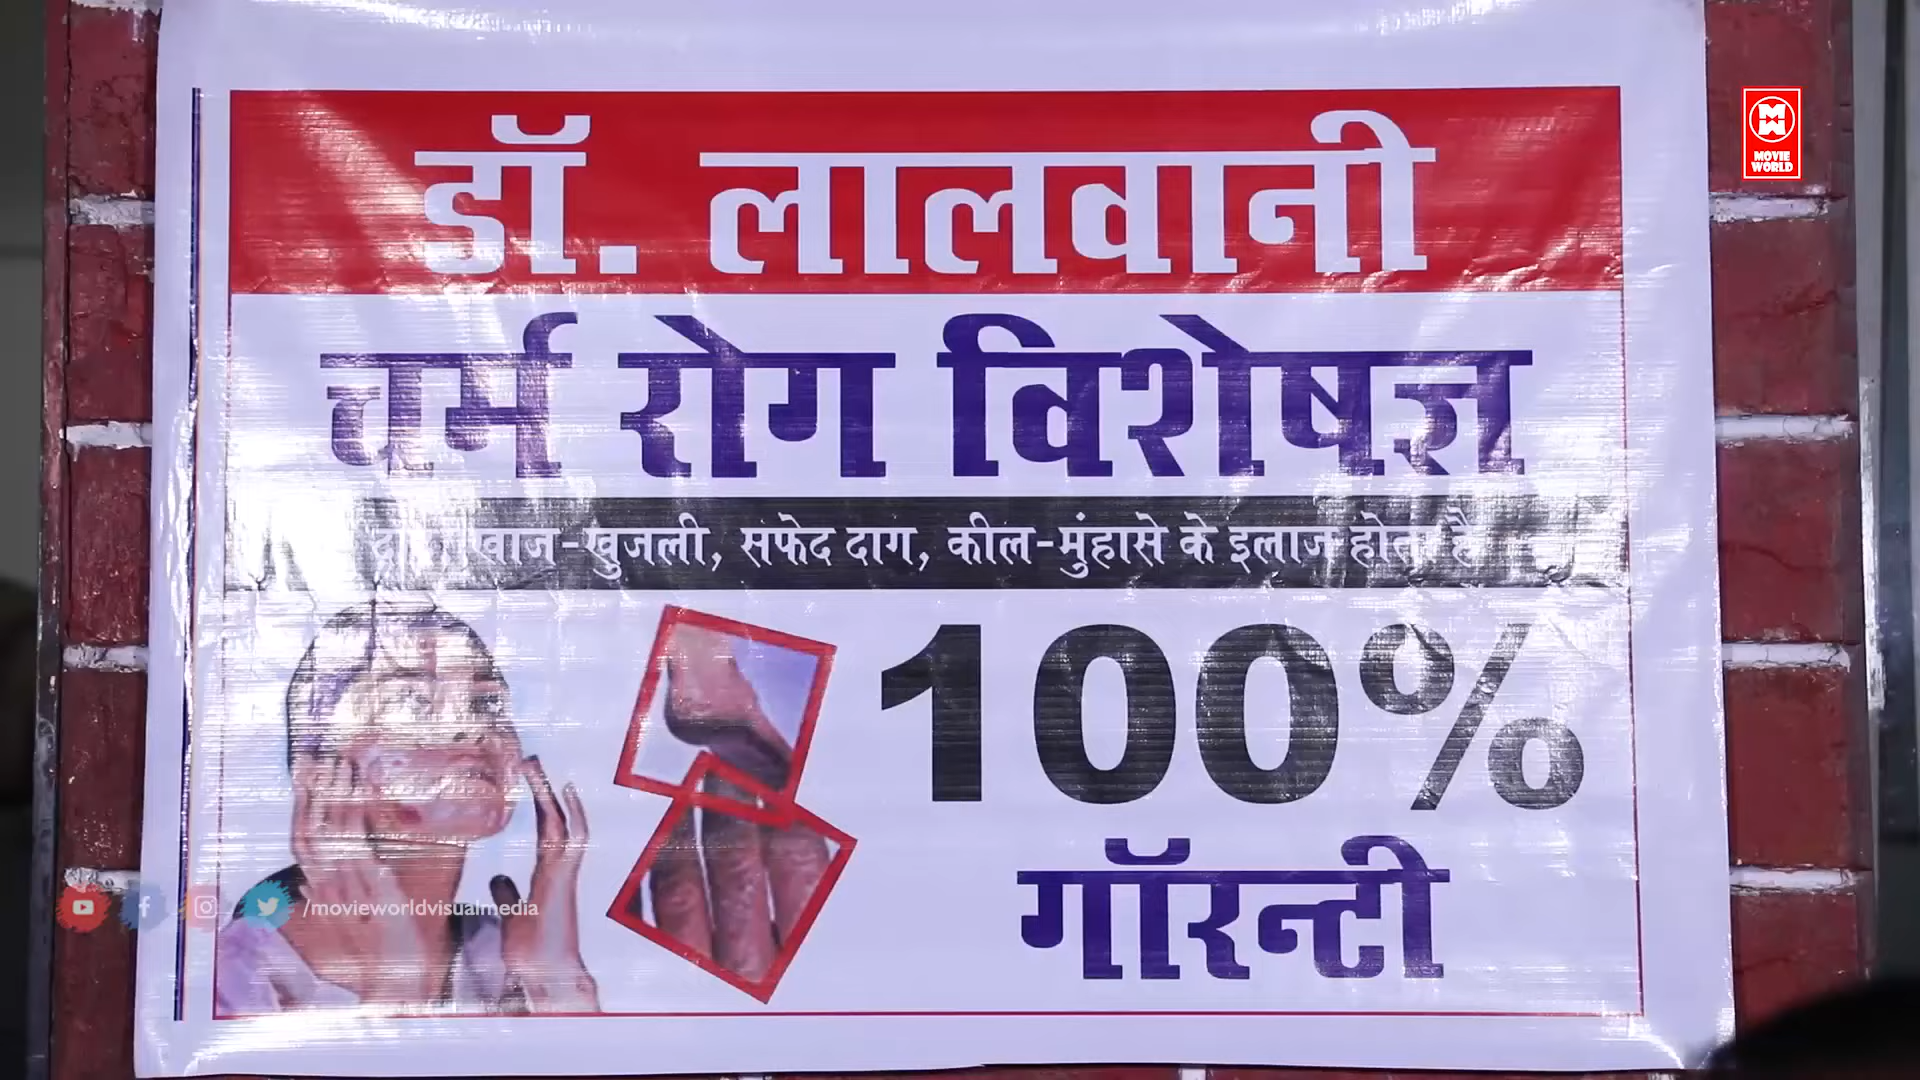 डॉ. लालवानी
MOVIE
WORLD
चर्म रोग विशेषज्ञ
खाज-खुजली, सफेद दाग, कील-मुंहासे के इलाज होता है
100%
गॉरन्टी
/movieworldvisualmedia